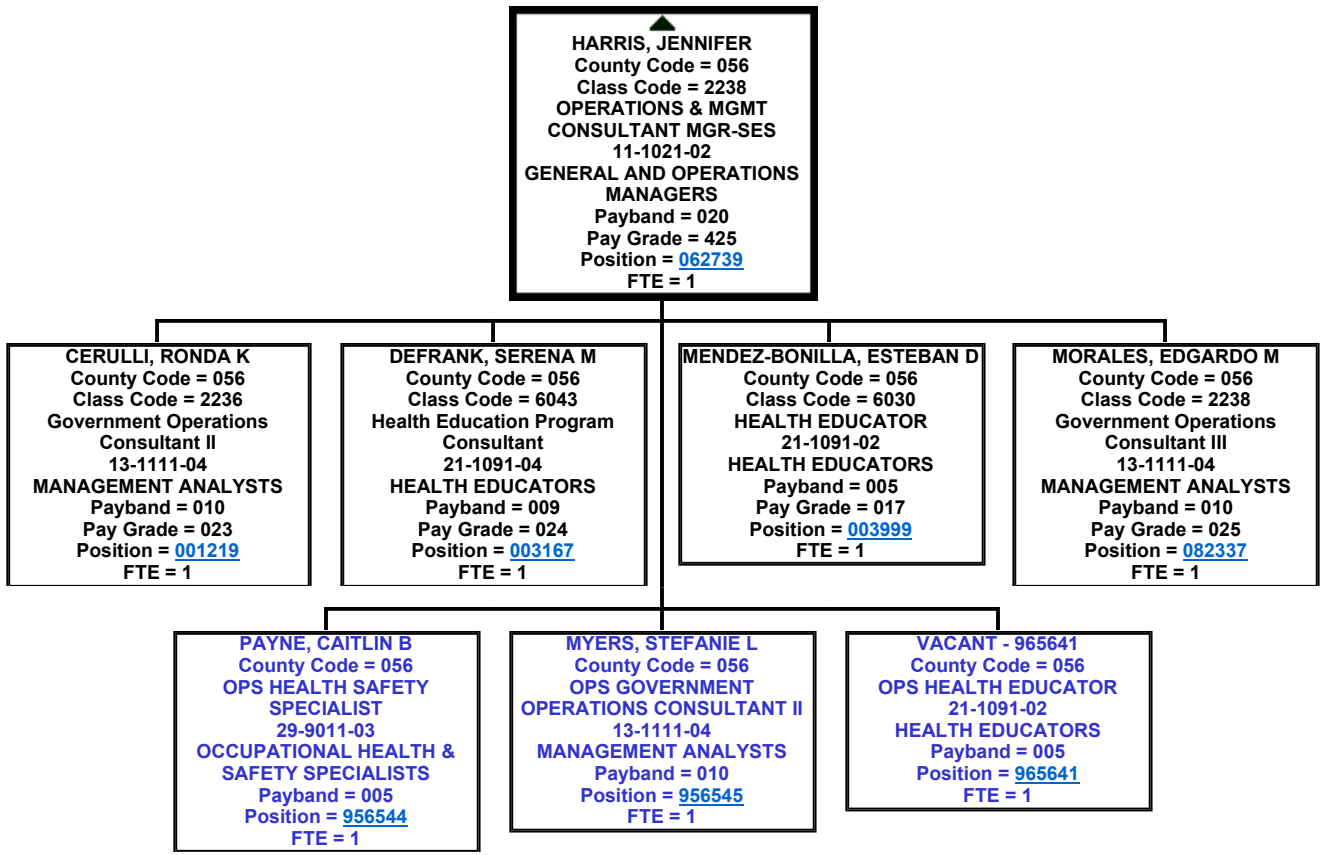 HARRIS, JENNIFER
County Code = 056
Class Code = 2238
OPERATIONS & MGMT
CONSULTANT MGR-SES
11-1021-02
GENERAL AND OPERATIONS
MANAGERS
Payband = 020
Pay Grade = 425
Position = 062739
FTE = 1
CERULLI, RONDA K
County Code = 056
Class Code = 2236
Government Operations
Consultant II
13-1111-04
MANAGEMENT ANALYSTS
Payband = 010
Pay Grade = 023
Position = 001219
FTE = 1
DEFRANK, SERENA M
County Code = 056
Class Code = 6043
Health Education Program
Consultant
21-1091-04
HEALTH EDUCATORS
Payband = 009
Pay Grade = 024
Position = 003167
FTE = 1
MENDEZ-BONILLA, ESTEBAN D
County Code = 056
Class Code = 6030
HEALTH EDUCATOR
21-1091-02
HEALTH EDUCATORS
Payband = 005
Pay Grade = 017
Position = 003999
FTE = 1
MORALES, EDGARDO M
County Code = 056
Class Code = 2238
Government Operations
Consultant III
13-1111-04
MANAGEMENT ANALYSTS
Payband = 010
Pay Grade = 025
Position = 082337
FTE = 1
PAYNE, CAITLIN B
County Code = 056
OPS HEALTH SAFETY
SPECIALIST
29-9011-03
OCCUPATIONAL HEALTH &
SAFETY SPECIALISTS
Payband = 005
Position = 956544
FTE = 1
MYERS, STEFANIE L
County Code = 056
OPS GOVERNMENT
OPERATIONS CONSULTANT II
13-1111-04
MANAGEMENT ANALYSTS
Payband = 010
Position = 956545
FTE = 1
VACANT - 965641
County Code = 056
OPS HEALTH EDUCATOR
21-1091-02
HEALTH EDUCATORS
Payband = 005
Position = 965641
FTE = 1